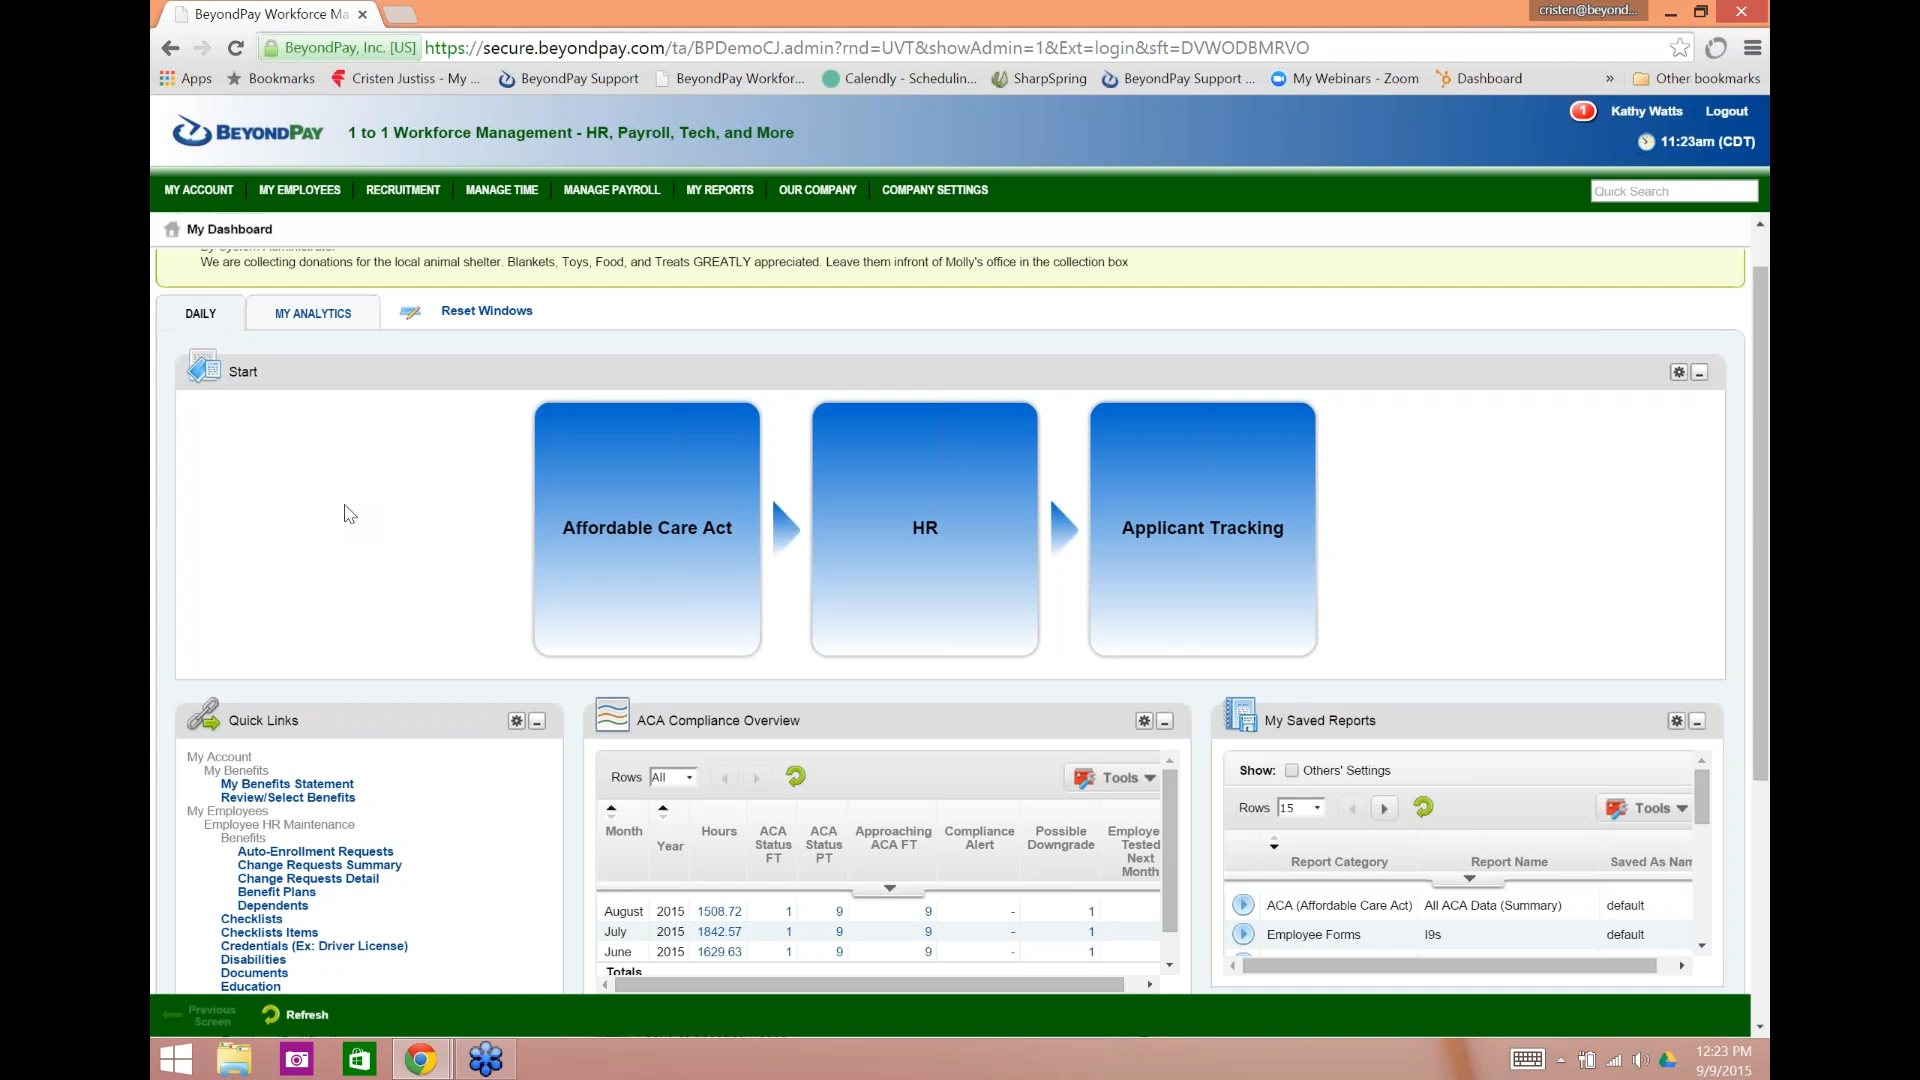 BeyondPay Workforce Ma
cristen@beyond...
BeyondPay, Inc. [US] https://secure.beyondpay.com/ta/BPDemoCJ.admin?rnd=UVT&showAdmin=1&Ext=login&sft=DVWODBMRVO
Apps Bookmarks Cristen Justiss - My ... BeyondPay Support BeyondPay Workfor... Calendly - Schedulin... SharpSpring BeyondPay Support ... My Webinars - Zoom Dashboard » Other bookmarks
BEYONDPAY 1 to 1 Workforce Management - HR, Payroll, Tech, and More
1 Kathy Watts Logout
11:23am (CDT)
MY ACCOUNT MY EMPLOYEES RECRUITMENT MANAGE TIME MANAGE PAYROLL MY REPORTS OUR COMPANY COMPANY SETTINGS Quick Search
My Dashboard
By System Administrator
We are collecting donations for the local animal shelter. Blankets, Toys, Food, and Treats GREATLY appreciated. Leave them infront of Molly's office in the collection box
DAILY MY ANALYTICS Reset Windows
Start
Affordable Care Act HR Applicant Tracking
Quick Links
My Account
My Benefits
My Benefits Statement
Review/Select Benefits
My Employees
Employee HR Maintenance
Benefits
Auto-Enrollment Requests
Change Requests Summary
Change Requests Detail
Benefit Plans
Dependents
Checklists
Checklists Items
Credentials (Ex: Driver License)
Disabilities
Documents
Education
ACA Compliance Overview
Rows All Tools
Month Year Hours ACA Status FT ACA Status PT Approaching ACA FT Compliance Alert Possible Downgrade Employe Tested Next Month
August 2015 1508.72 1 9 9 - 1
July 2015 1842.57 1 9 9 - 1
June 2015 1629.63 1 9 9 - 1
Totals
My Saved Reports
Show: Others' Settings
Rows 15 Tools
Report Category Report Name Saved As Nam
ACA (Affordable Care Act) All ACA Data (Summary) default
Employee Forms I9s default
Previous Screen Refresh
12:23 PM
9/9/2015